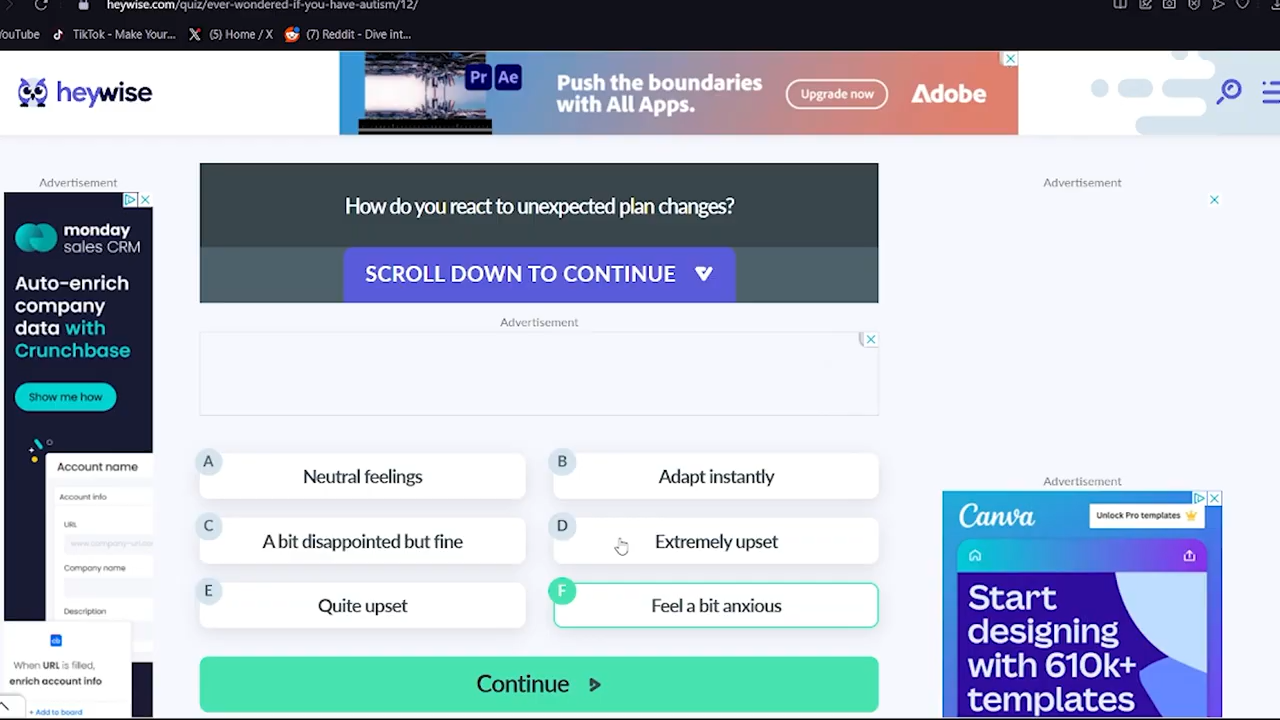 heywise.com/quiz/ever-wondered-if-you-have-autism/12/
YouTube
TikTok - Make Your...
(5) Home / X
(7) Reddit - Dive int...
heywise
Pr Ae
Push the boundaries
with All Apps.
Upgrade now
Adobe
Advertisement
monday
sales CRM
Auto-enrich
company
data with
Crunchbase
Show me how
Account name
Account info
URL
Company name
Description
When URL is filled,
enrich account info
+ Add to board
How do you react to unexpected plan changes?
SCROLL DOWN TO CONTINUE
Advertisement
A
Neutral feelings
B
Adapt instantly
C
A bit disappointed but fine
D
Extremely upset
E
Quite upset
F
Feel a bit anxious
Continue
Advertisement
Advertisement
Canva
Unlock Pro templates
Start
designing
with 610k+
templates